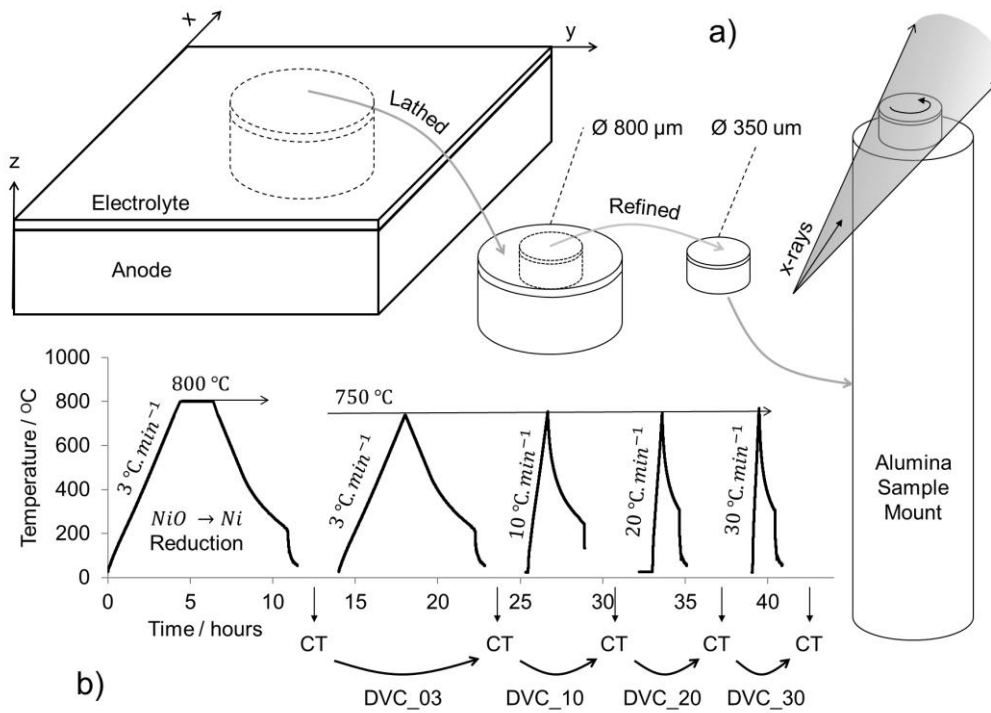 a)
x
y
z
Lathed
Electrolyte
Anode
Ø 800 µm
Ø 350 um
Refined
x-rays
Alumina
Sample
Mount
Temperature / ᴼC
1000
800
600
400
200
0
800 ℃
3 ℃. min⁻¹
NiO → Ni
Reduction
750 ℃
3 ℃. min⁻¹
10 ℃. min⁻¹
20 ℃. min⁻¹
30 ℃. min⁻¹
0 5 10 15 20 25 30 35 40
Time / hours
CT CT CT CT CT
b)
DVC_03 DVC_10 DVC_20 DVC_30